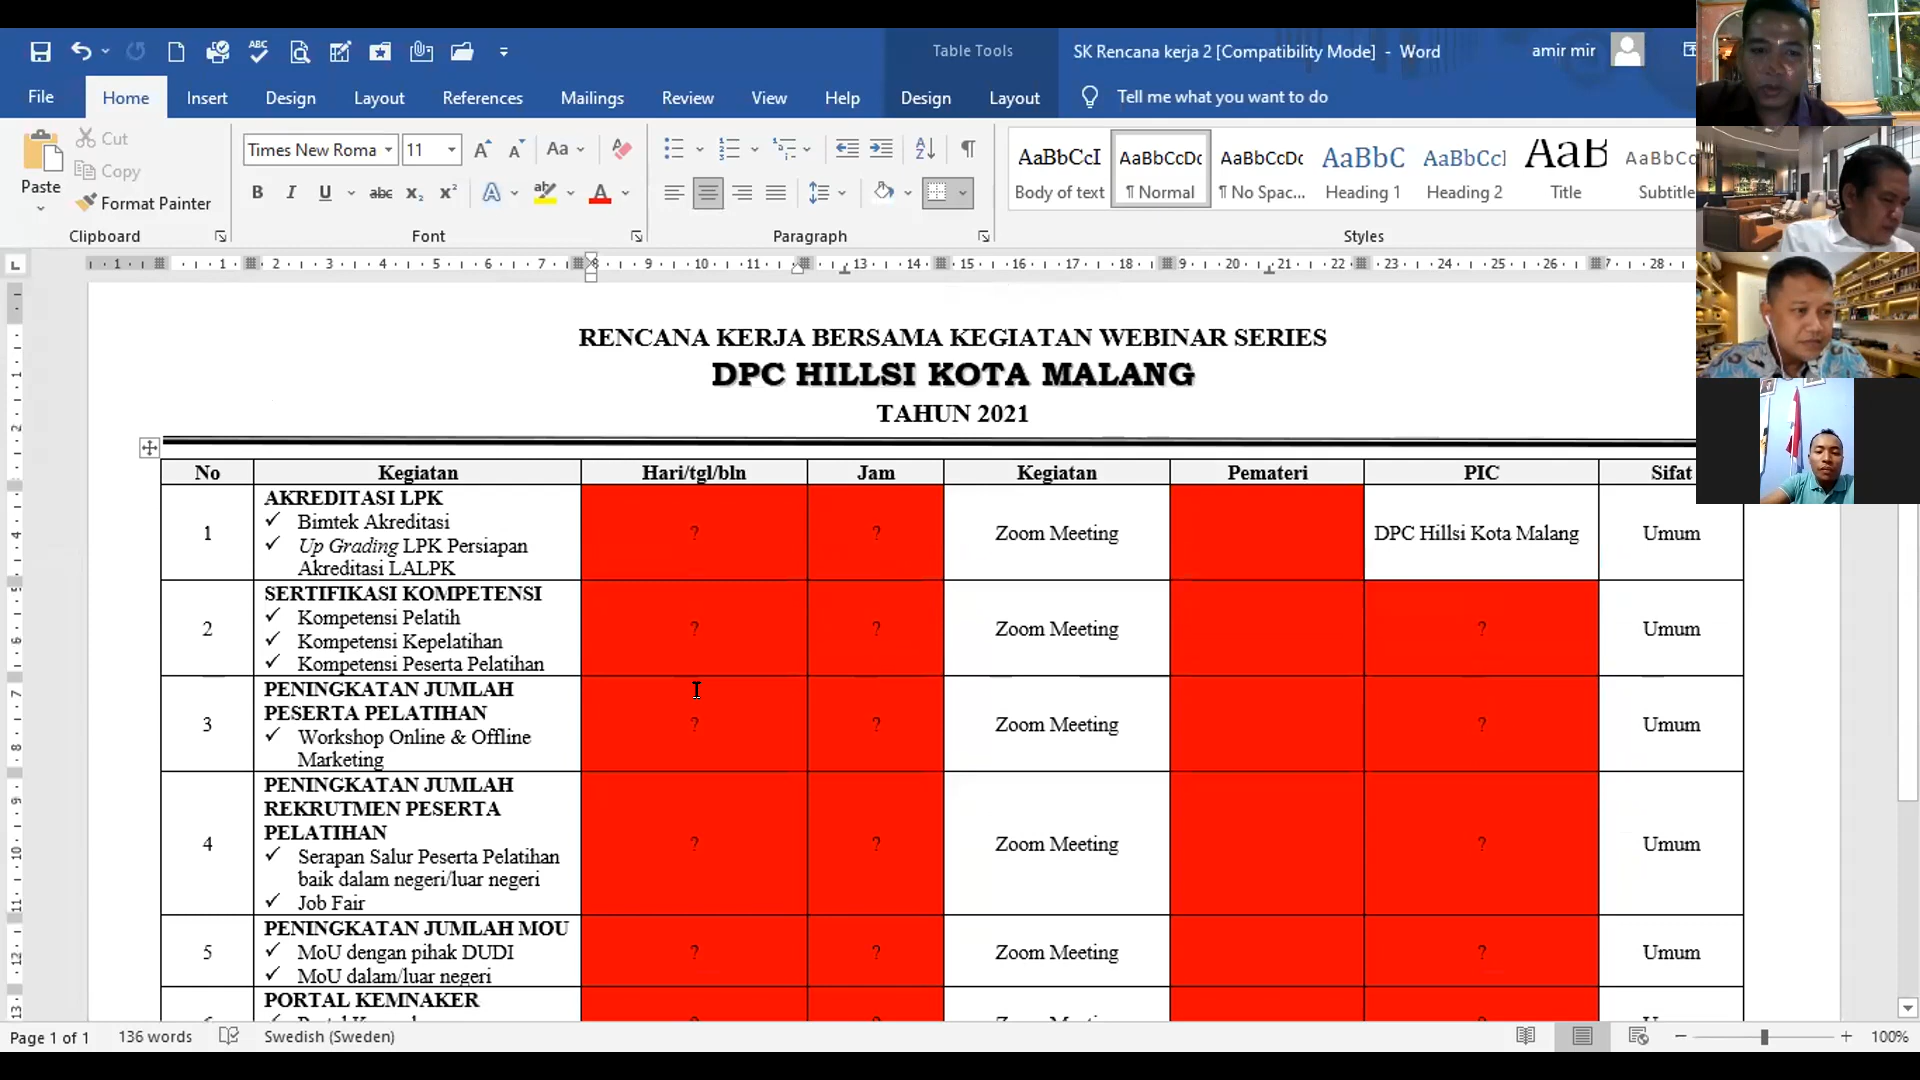 Table Tools
SK Rencana kerja 2 [Compatibility Mode] - Word
amir mir
File
Home
Insert
Design
Layout
References
Mailings
Review
View
Help
Design
Layout
Tell me what you want to do
Paste
Cut
Copy
Format Painter
Clipboard
Times New Roma
11
Font
Paragraph
AaBbCcI
Body of text
AaBbCcDc
¶ Normal
AaBbCcDc
¶ No Spac...
AaBbC
Heading 1
AaBbCcI
Heading 2
AaB
Title
AaBbCc
Subtitle
Styles
RENCANA KERJA BERSAMA KEGIATAN WEBINAR SERIES
DPC HILLSI KOTA MALANG
TAHUN 2021
No Kegiatan Hari/tgl/bln Jam Kegiatan Pemateri PIC Sifat
1
AKREDITASI LPK
✓ Bimtek Akreditasi
✓ Up Grading LPK Persiapan
Akreditasi LALPK
? ? Zoom Meeting DPC Hillsi Kota Malang Umum
2
SERTIFIKASI KOMPETENSI
✓ Kompetensi Pelatih
✓ Kompetensi Kepelatihan
✓ Kompetensi Peserta Pelatihan
? ? Zoom Meeting ? Umum
3
PENINGKATAN JUMLAH
PESERTA PELATIHAN
✓ Workshop Online & Offline
Marketing
? ? Zoom Meeting ? Umum
4
PENINGKATAN JUMLAH
REKRUTMEN PESERTA
PELATIHAN
✓ Serapan Salur Peserta Pelatihan
baik dalam negeri/luar negeri
✓ Job Fair
? ? Zoom Meeting ? Umum
5
PENINGKATAN JUMLAH MOU
✓ MoU dengan pihak DUDI
✓ MoU dalam/luar negeri
? ? Zoom Meeting ? Umum
PORTAL KEMNAKER
Page 1 of 1
136 words
Swedish (Sweden)
100%